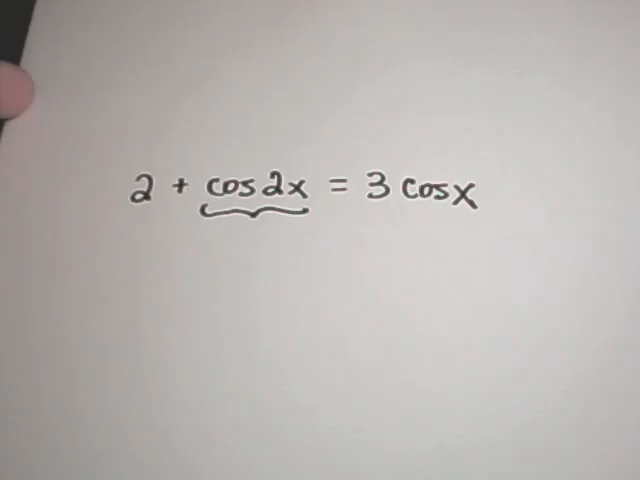 2 + cos 2x = 3 cos x